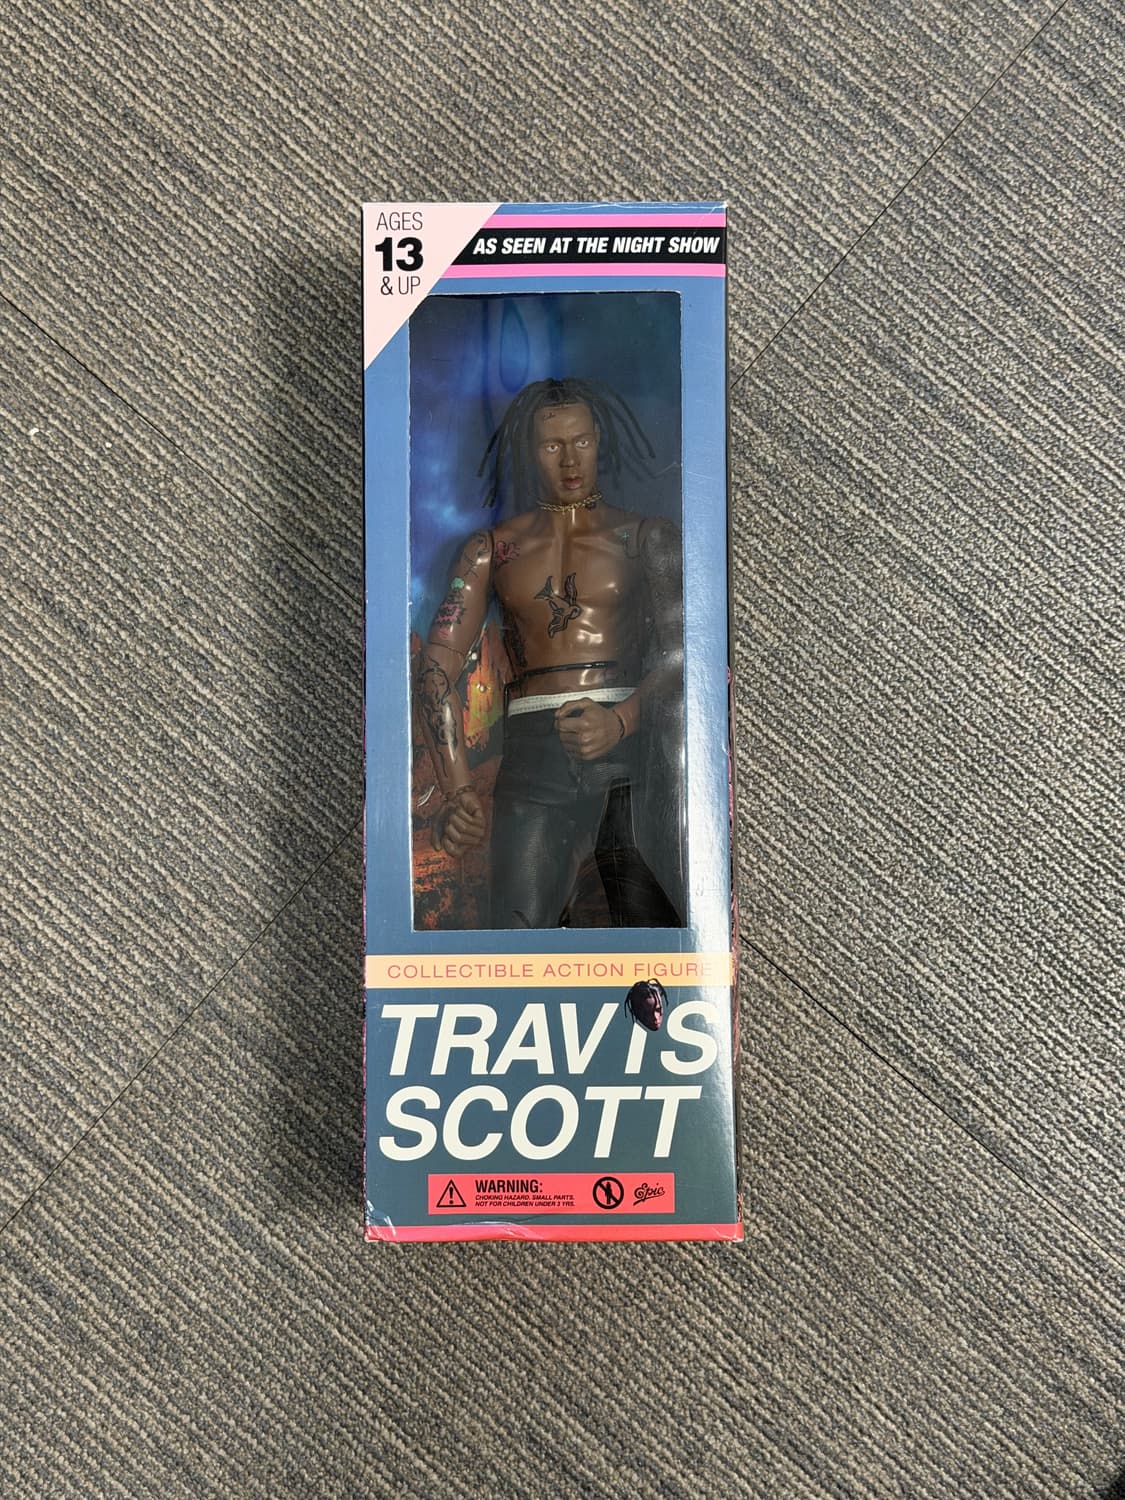 AGES
13
& UP
AS SEEN AT THE NIGHT SHOW
COLLECTIBLE ACTION FIGURE
TRAVIS
SCOTT
WARNING:
CHOKING HAZARD. SMALL PARTS.
NOT FOR CHILDREN UNDER 3 YRS.
Epic